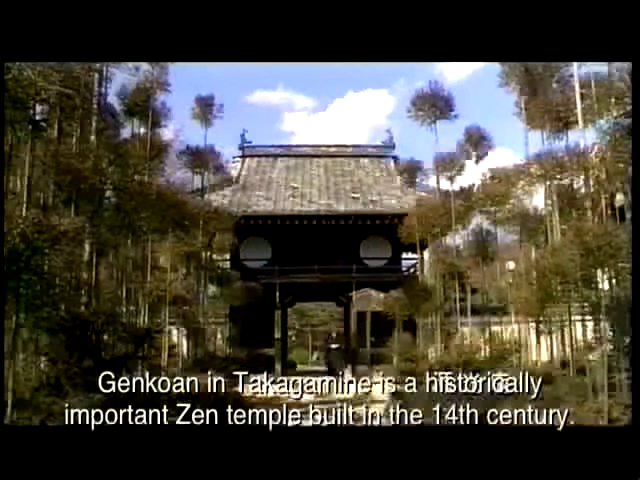 Genkoan in Takagamine is a historically
important Zen temple built in the 14th century.